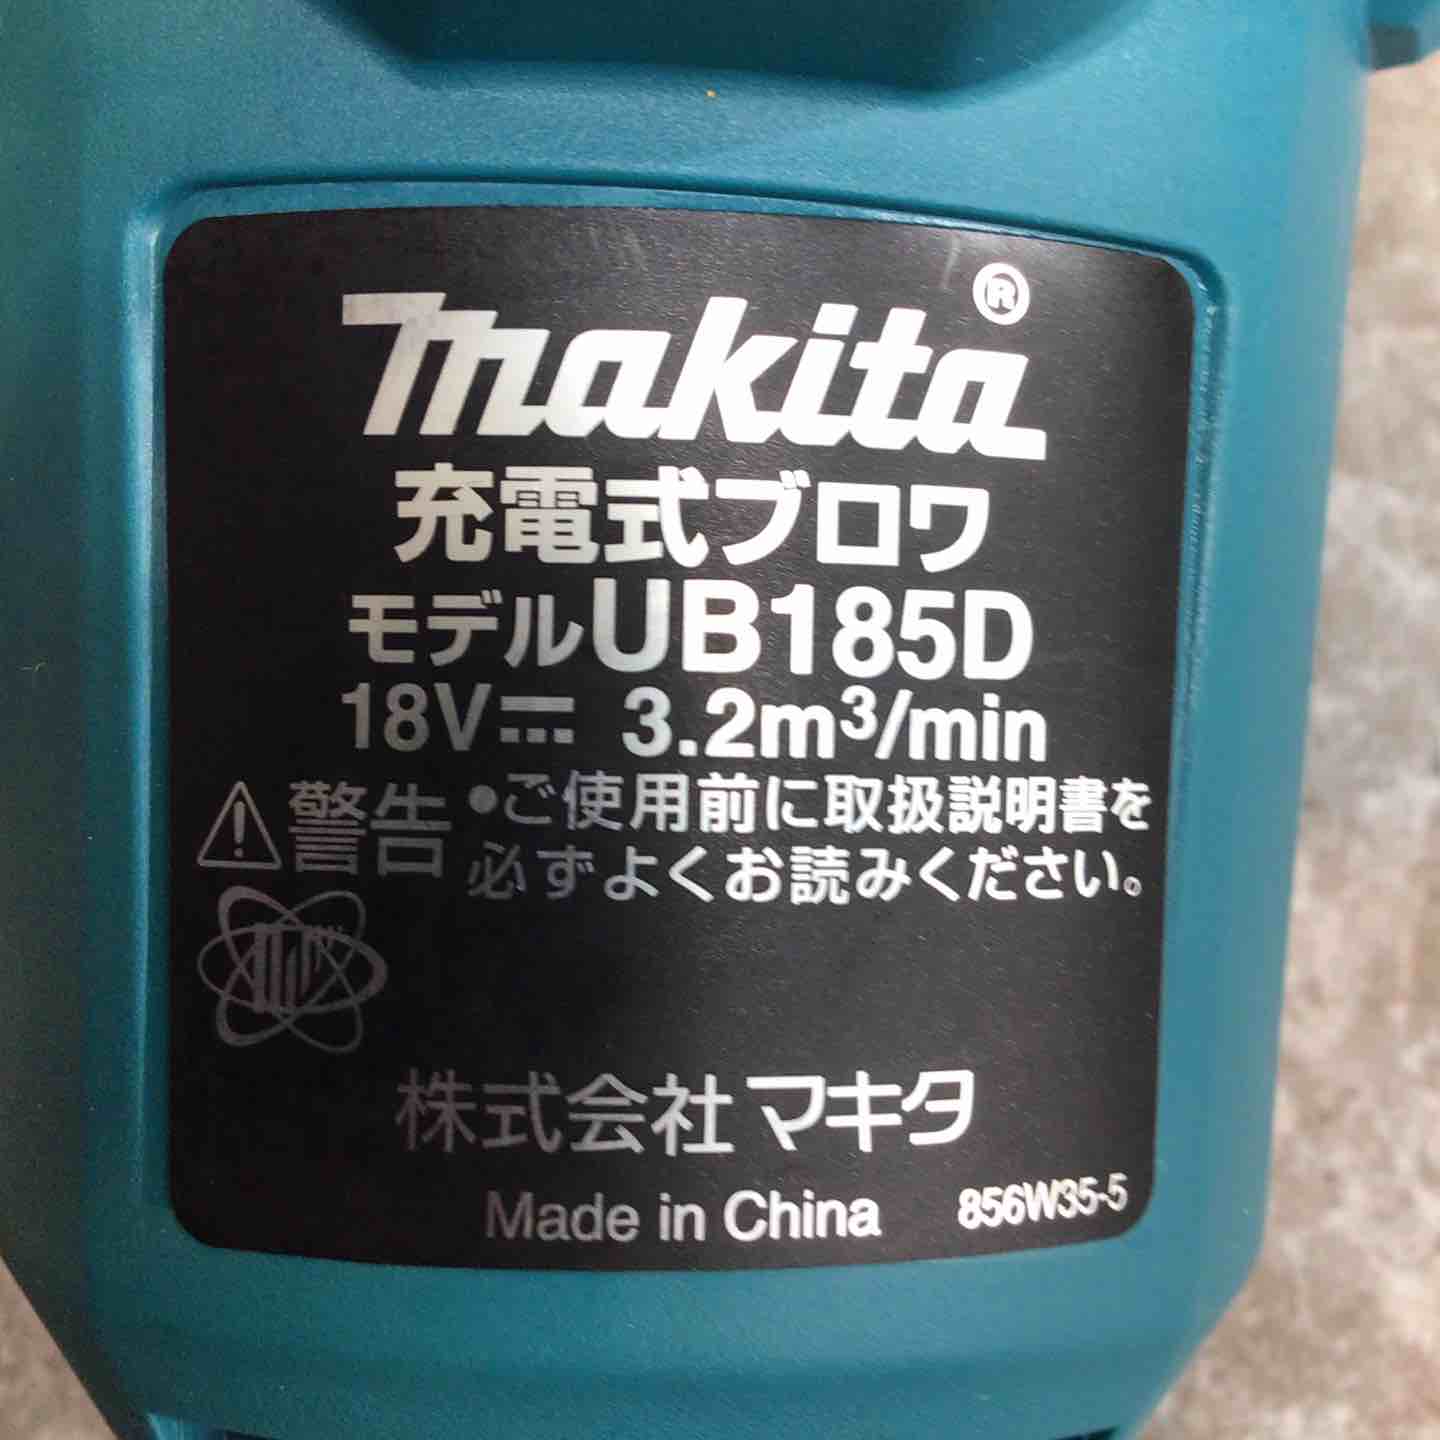 makita®
充電式ブロワ
モデルUB185D
18V⎓ 3.2m³/min
⚠警告 •ご使用前に取扱説明書を
必ずよくお読みください。
株式会社マキタ
Made in China 856W35-5